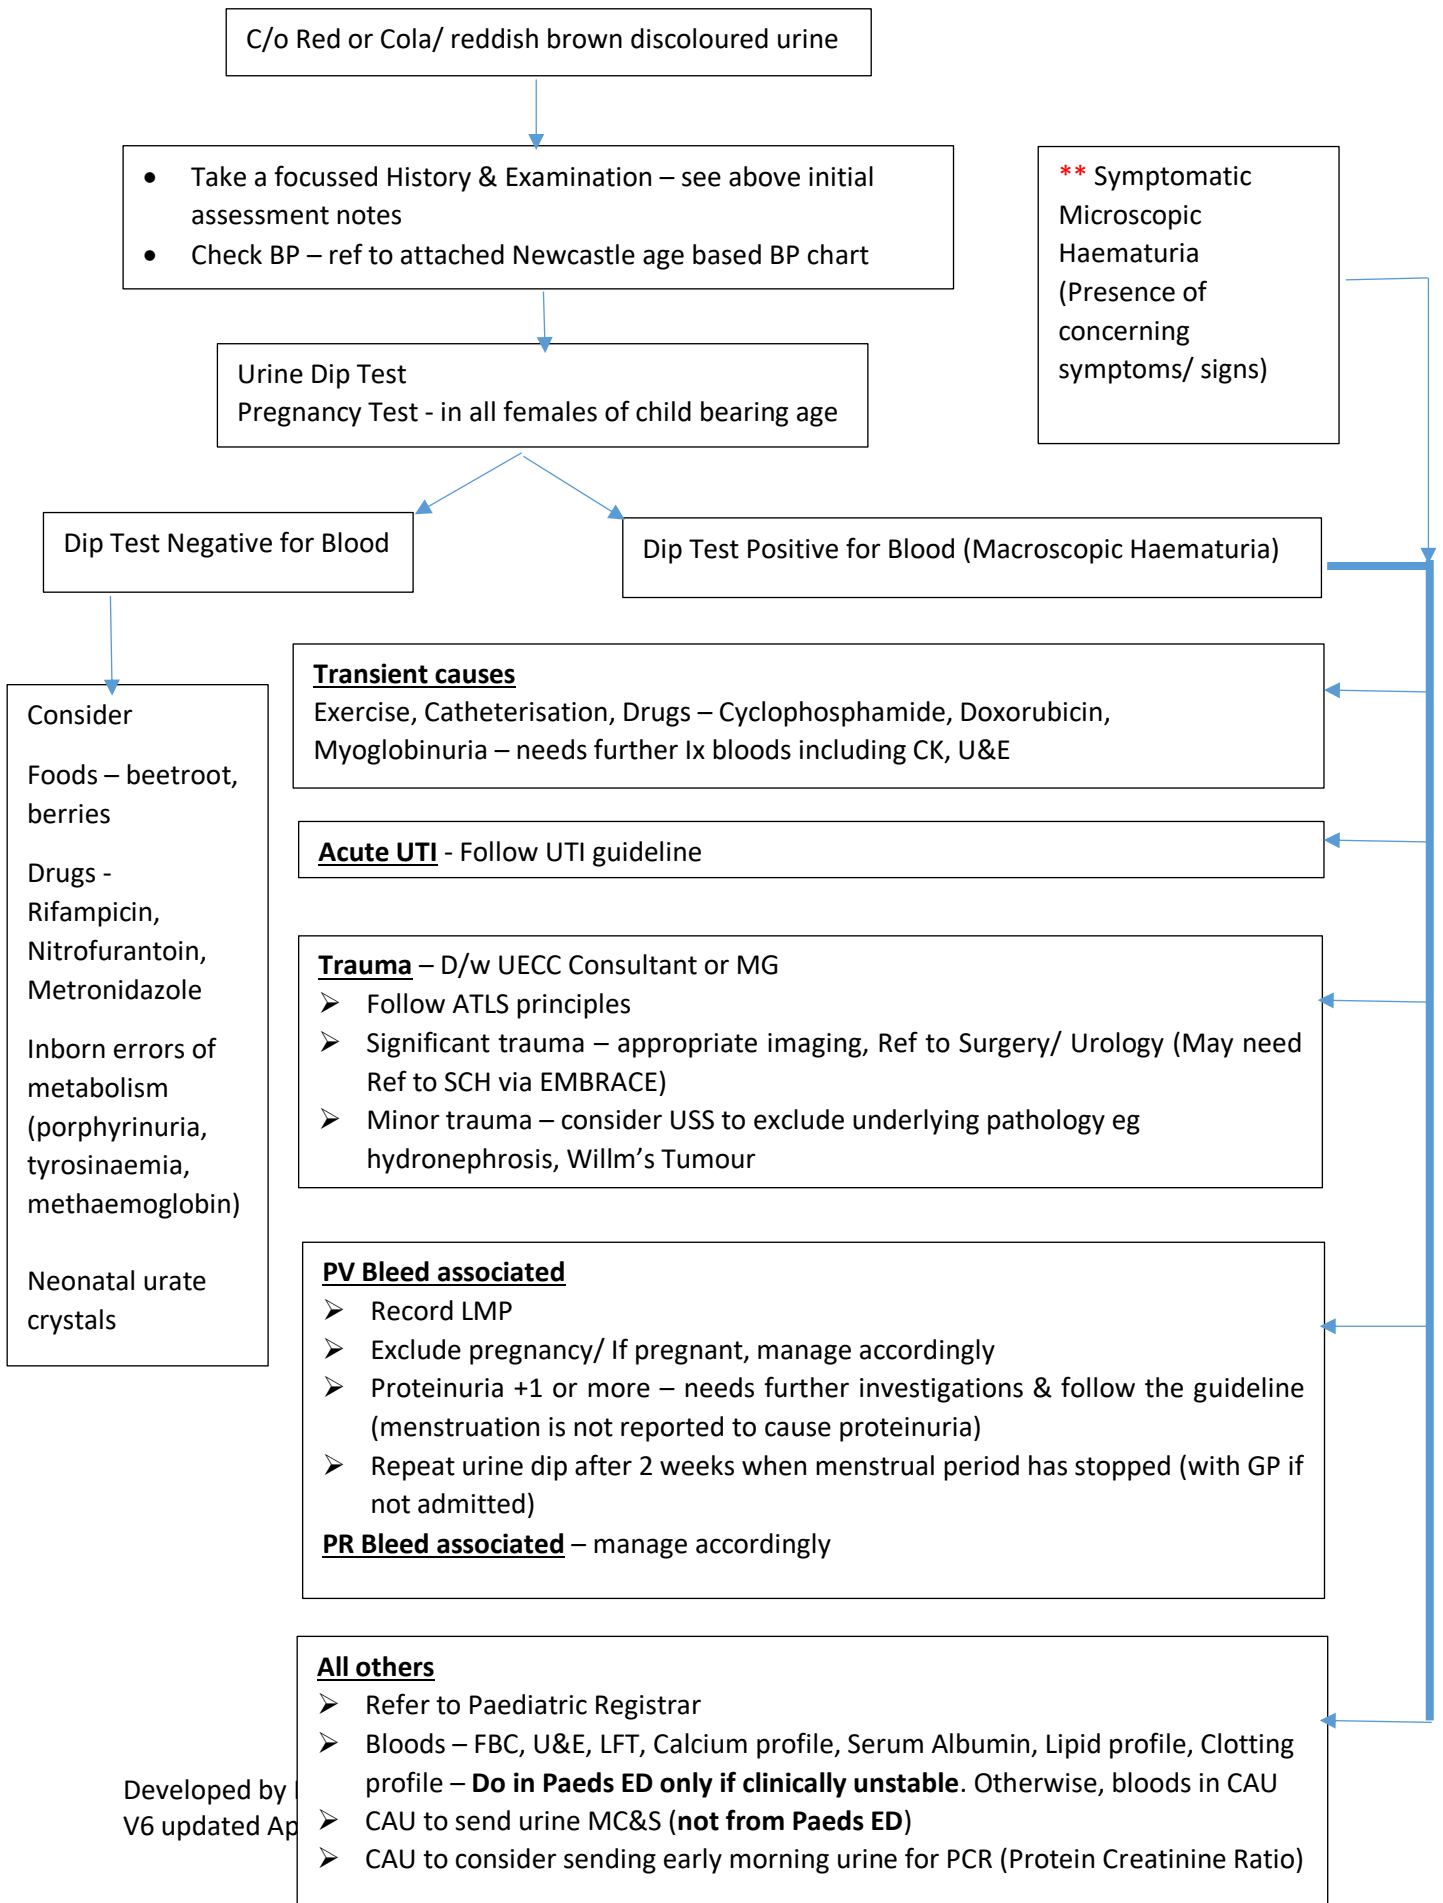 C/o Red or Cola/ reddish brown discoloured urine
• Take a focussed History & Examination – see above initial
assessment notes
• Check BP – ref to attached Newcastle age based BP chart
** Symptomatic
Microscopic
Haematuria
(Presence of
concerning
symptoms/ signs)
Urine Dip Test
Pregnancy Test - in all females of child bearing age
Dip Test Negative for Blood
Dip Test Positive for Blood (Macroscopic Haematuria)
Consider
Foods – beetroot,
berries
Drugs -
Rifampicin,
Nitrofurantoin,
Metronidazole
Inborn errors of
metabolism
(porphyrinuria,
tyrosinaemia,
methaemoglobin)
Neonatal urate
crystals
Transient causes
Exercise, Catheterisation, Drugs – Cyclophosphamide, Doxorubicin,
Myoglobinuria – needs further Ix bloods including CK, U&E
Acute UTI - Follow UTI guideline
Trauma – D/w UECC Consultant or MG
➢ Follow ATLS principles
➢ Significant trauma – appropriate imaging, Ref to Surgery/ Urology (May need
Ref to SCH via EMBRACE)
➢ Minor trauma – consider USS to exclude underlying pathology eg
hydronephrosis, Willm's Tumour
PV Bleed associated
➢ Record LMP
➢ Exclude pregnancy/ If pregnant, manage accordingly
➢ Proteinuria +1 or more – needs further investigations & follow the guideline
(menstruation is not reported to cause proteinuria)
➢ Repeat urine dip after 2 weeks when menstrual period has stopped (with GP if
not admitted)
PR Bleed associated – manage accordingly
All others
➢ Refer to Paediatric Registrar
➢ Bloods – FBC, U&E, LFT, Calcium profile, Serum Albumin, Lipid profile, Clotting
profile – Do in Paeds ED only if clinically unstable. Otherwise, bloods in CAU
➢ CAU to send urine MC&S (not from Paeds ED)
➢ CAU to consider sending early morning urine for PCR (Protein Creatinine Ratio)
Developed by
V6 updated Ap